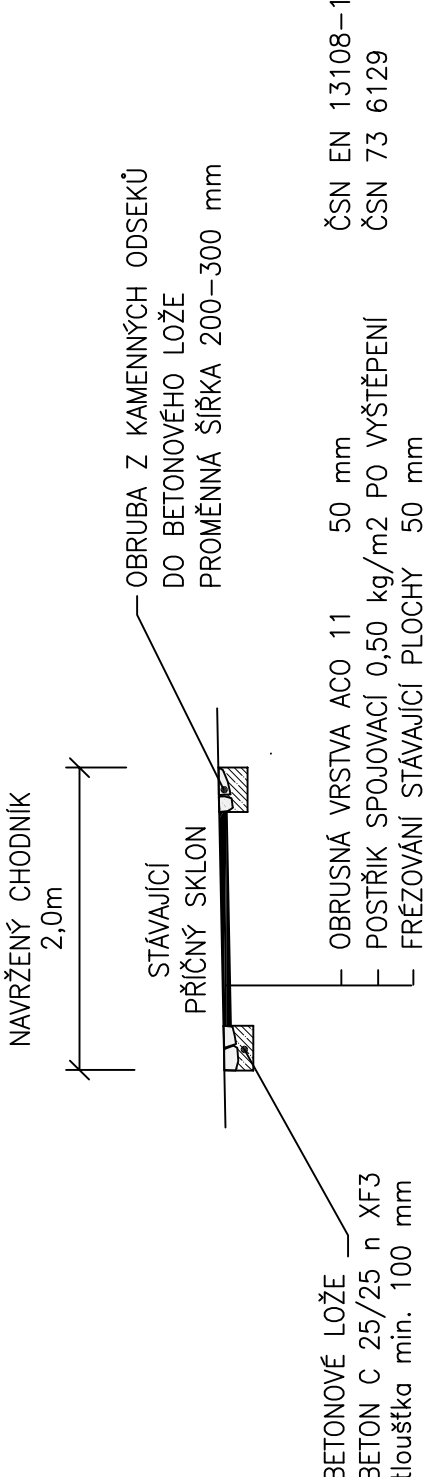 NAVRŽENÝ CHODNÍK
2,0m
STÁVAJÍCÍ
PŘÍČNÝ SKLON
OBRUBA Z KAMENNÝCH ODSEKŮ
DO BETONOVÉHO LOŽE
PROMĚNNÁ ŠÍŘKA 200-300 mm
BETONOVÉ LOŽE
BETON C 25/25 n XF3
tloušťka min. 100 mm
OBRUSNÁ VRSTVA ACO 11 50 mm ČSN EN 13108-1
POSTŘIK SPOJOVACÍ 0,50 kg/m2 PO VYŠTĚPENÍ ČSN 73 6129
FRÉZOVÁNÍ STÁVAJÍCÍ PLOCHY 50 mm